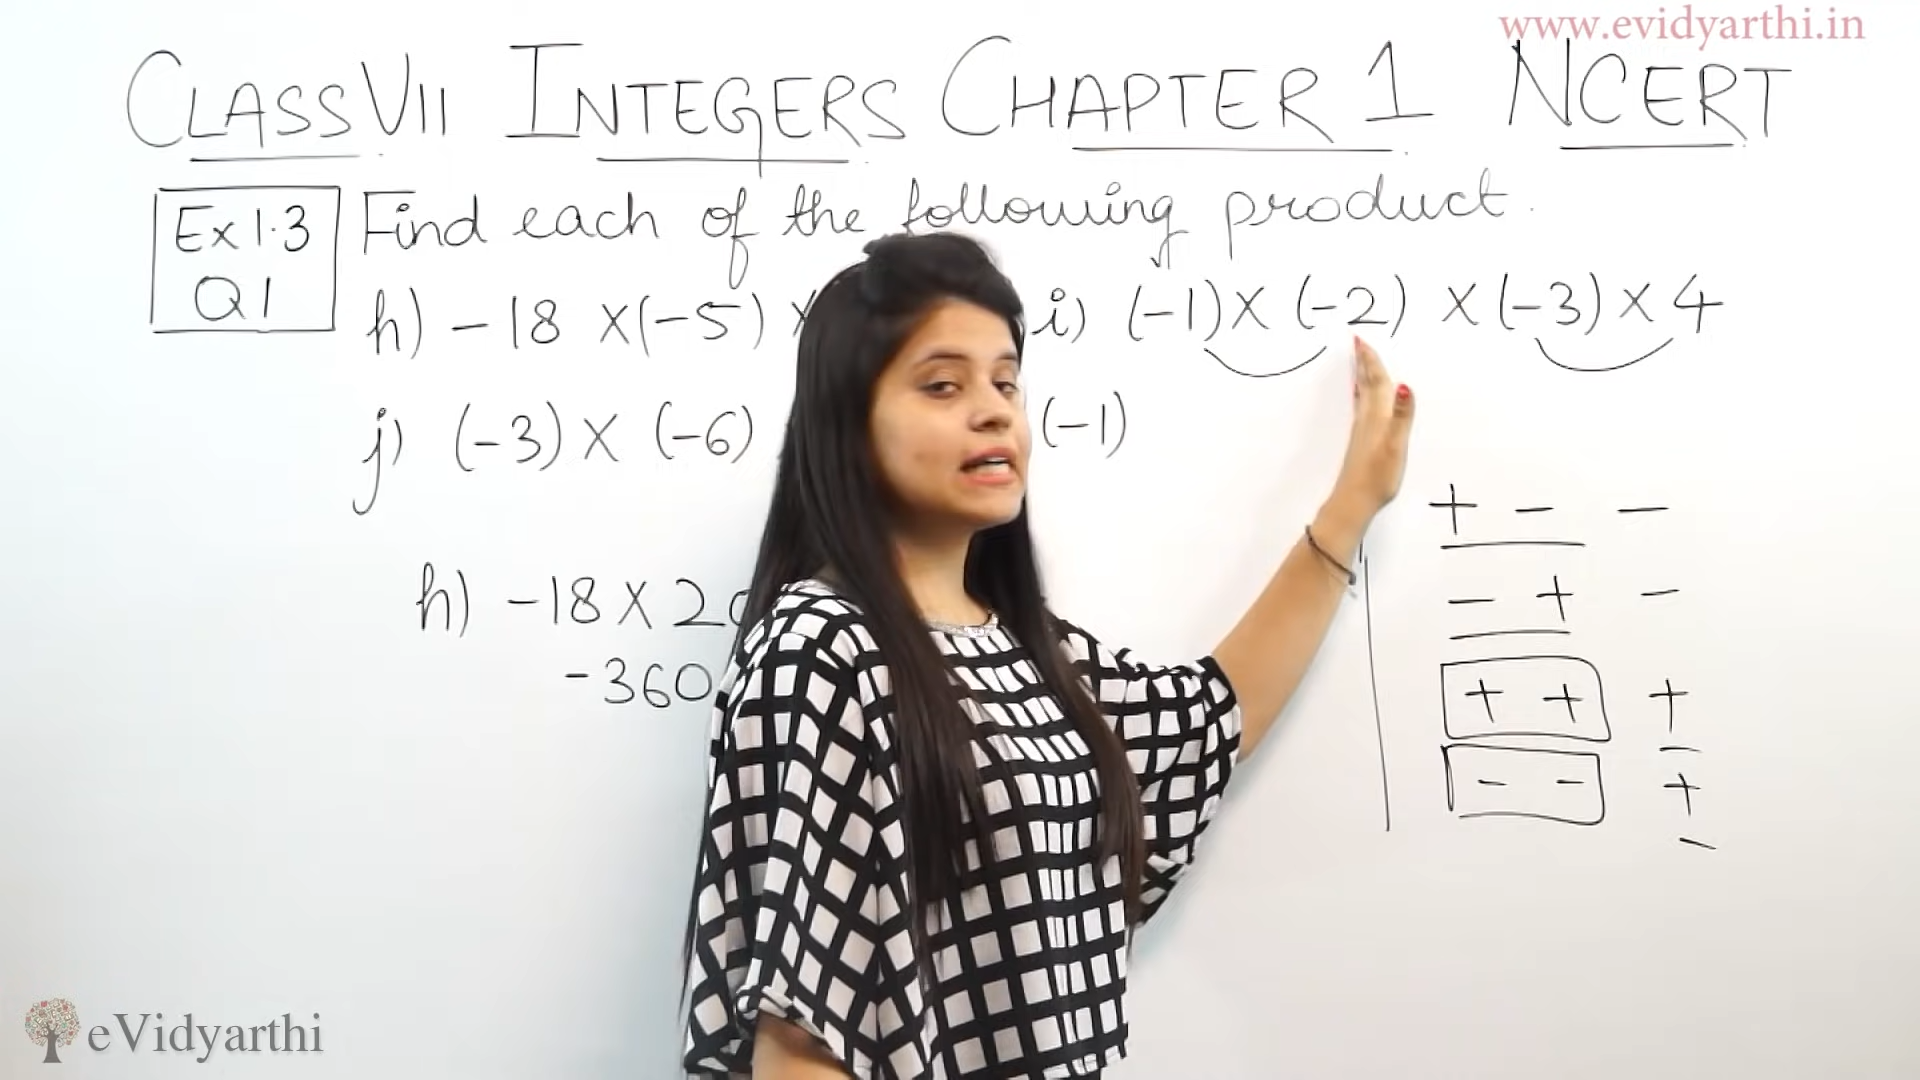 www.evidyarthi.in
CLASS VII INTEGERS CHAPTER 1 NCERT
Ex 1.3
Q1
Find each of the following product.
h) -18 ×(-5) ×
i) (-1)× (-2) × (-3) × 4
j) (-3) × (-6)
(-1)
+ - -
h) -18 × 20
- + -
-360
+ + +
- - +
-
eVidyarthi